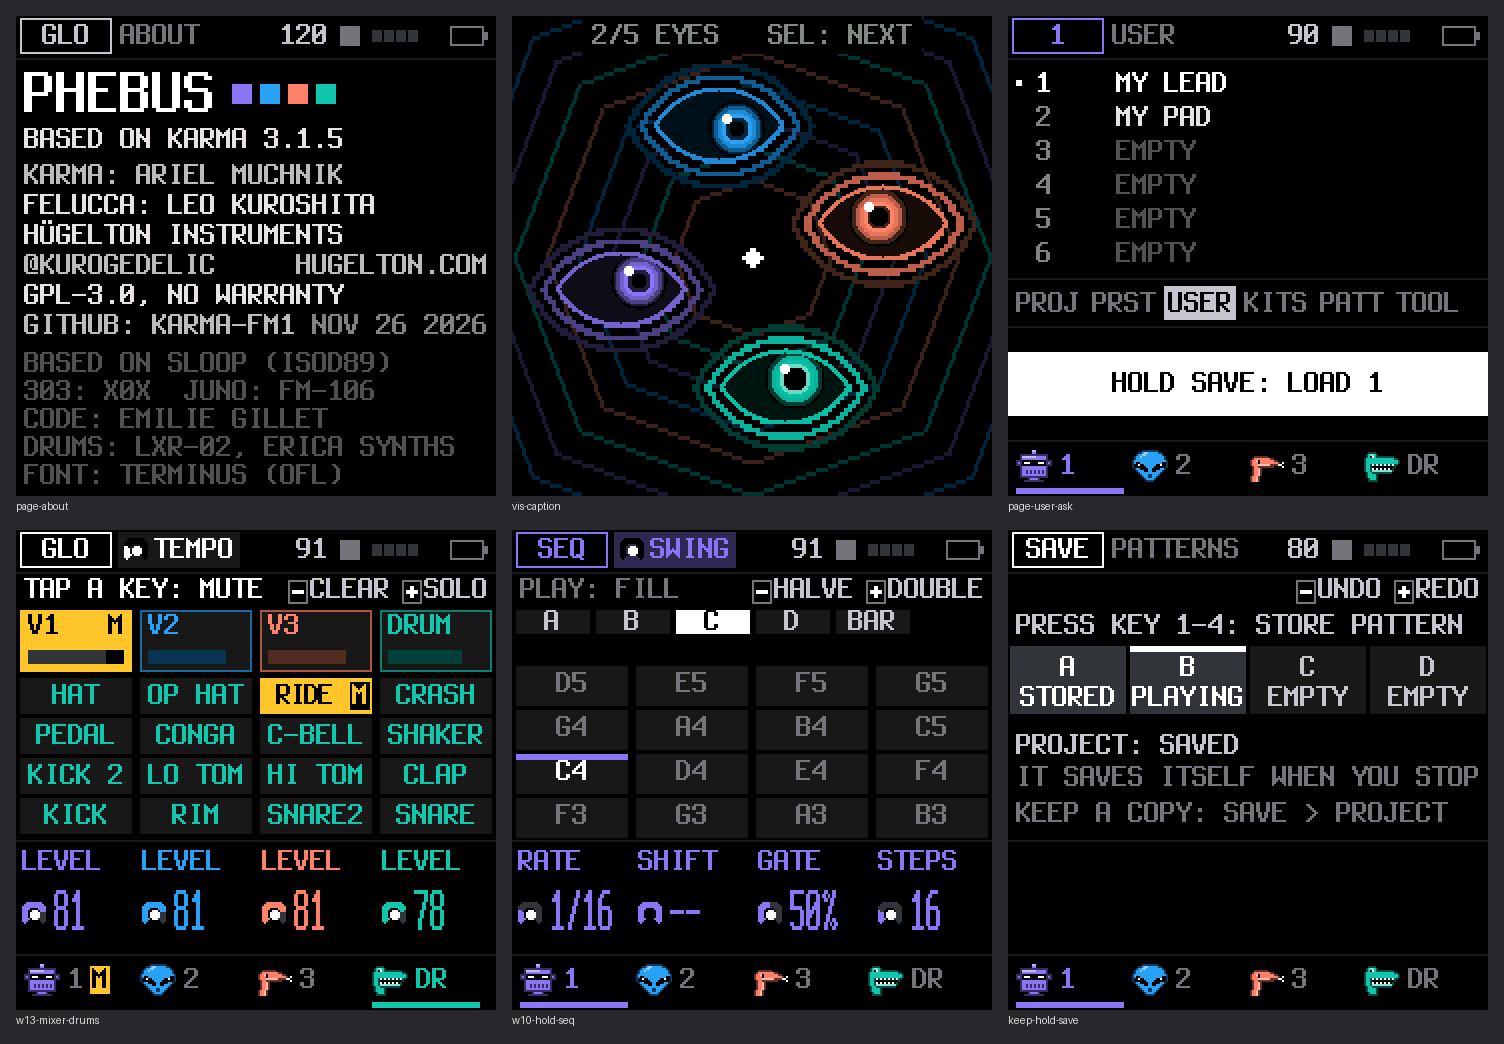 GLO ABOUT 120
PHEBUS
BASED ON KARMA 3.1.5
KARMA: ARIEL MUCHNIK
FELUCCA: LEO KUROSHITA
HÜGELTON INSTRUMENTS
@KUROGEDELIC HUGELTON.COM
GPL-3.0, NO WARRANTY
GITHUB: KARMA-FM1 NOV 26 2026
BASED ON SLOOP (ISOD89)
303: X0X JUNO: FM-106
CODE: EMILIE GILLET
DRUMS: LXR-02, ERICA SYNTHS
FONT: TERMINUS (OFL)
page-about
2/5 EYES SEL: NEXT
vis-caption
1 USER 90
1 MY LEAD
2 MY PAD
3 EMPTY
4 EMPTY
5 EMPTY
6 EMPTY
PROJ PRST USER KITS PATT TOOL
HOLD SAVE: LOAD 1
1 2 3 DR
page-user-ask
GLO TEMPO 91
TAP A KEY: MUTE -CLEAR +SOLO
V1 M V2 V3 DRUM
HAT OP HAT RIDE M CRASH
PEDAL CONGA C-BELL SHAKER
KICK 2 LO TOM HI TOM CLAP
KICK RIM SNARE2 SNARE
LEVEL LEVEL LEVEL LEVEL
81 81 81 78
1 M 2 3 DR
w13-mixer-drums
SEQ SWING 91
PLAY: FILL -HALVE +DOUBLE
A B C D BAR
D5 E5 F5 G5
G4 A4 B4 C5
C4 D4 E4 F4
F3 G3 A3 B3
RATE SHIFT GATE STEPS
1/16 -- 50% 16
1 2 3 DR
w10-hold-seq
SAVE PATTERNS 80
-UNDO +REDO
PRESS KEY 1-4: STORE PATTERN
A B C D
STORED PLAYING EMPTY EMPTY
PROJECT: SAVED
IT SAVES ITSELF WHEN YOU STOP
KEEP A COPY: SAVE > PROJECT
1 2 3 DR
keep-hold-save